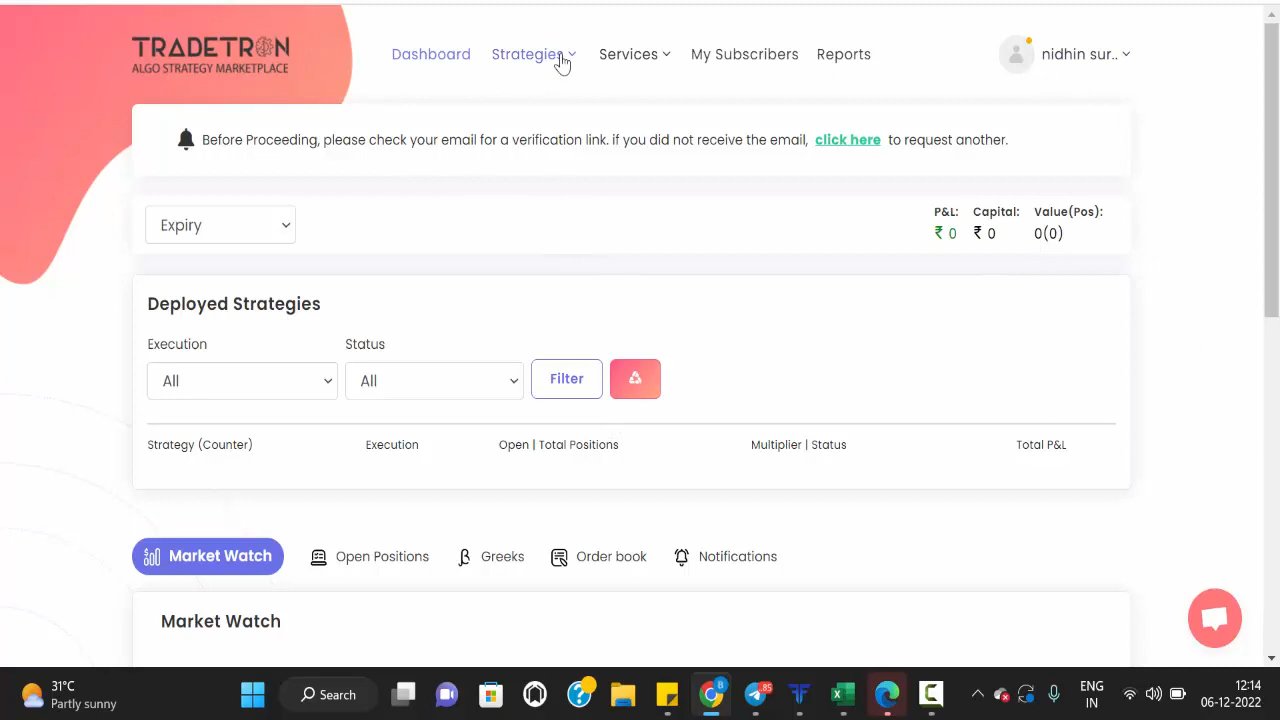 TRADETRON
ALGO STRATEGY MARKETPLACE
Dashboard
Strategies
Services
My Subscribers
Reports
nidhin sur..
Before Proceeding, please check your email for a verification link. if you did not receive the email, click here to request another.
Expiry
P&L:
Capital:
Value(Pos):
₹ 0
₹ 0
0(0)
Deployed Strategies
Execution
Status
All
All
Filter
Strategy (Counter)
Execution
Open | Total Positions
Multiplier | Status
Total P&L
Market Watch
Open Positions
Greeks
Order book
Notifications
Market Watch
31°C
Partly sunny
Search
ENG
IN
12:14
06-12-2022